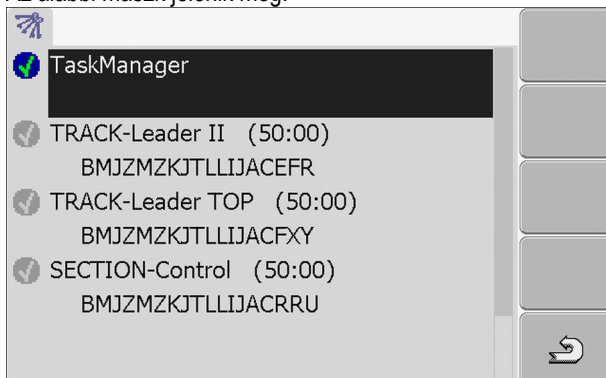 Az alábbi maszk jelenik meg:
TaskManager
TRACK-Leader II (50:00)
BMJZMZKJTLLIJACEFR
TRACK-Leader TOP (50:00)
BMJZMZKJTLLIJACFXY
SECTION-Control (50:00)
BMJZMZKJTLLIJACRRU